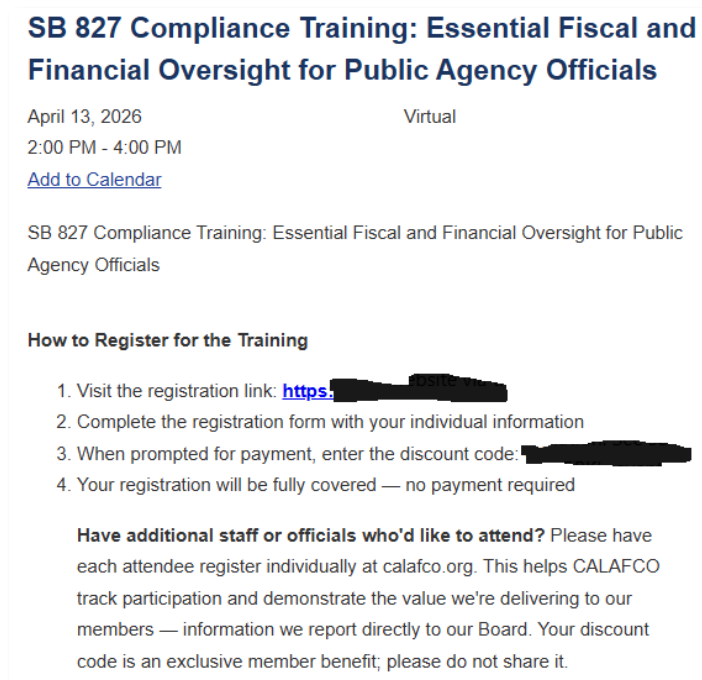 SB 827 Compliance Training: Essential Fiscal and
Financial Oversight for Public Agency Officials
April 13, 2026 Virtual
2:00 PM - 4:00 PM
Add to Calendar
SB 827 Compliance Training: Essential Fiscal and Financial Oversight for Public
Agency Officials
How to Register for the Training
1. Visit the registration link: https:
2. Complete the registration form with your individual information
3. When prompted for payment, enter the discount code:
4. Your registration will be fully covered — no payment required
Have additional staff or officials who'd like to attend? Please have
each attendee register individually at calafco.org. This helps CALAFCO
track participation and demonstrate the value we're delivering to our
members — information we report directly to our Board. Your discount
code is an exclusive member benefit; please do not share it.